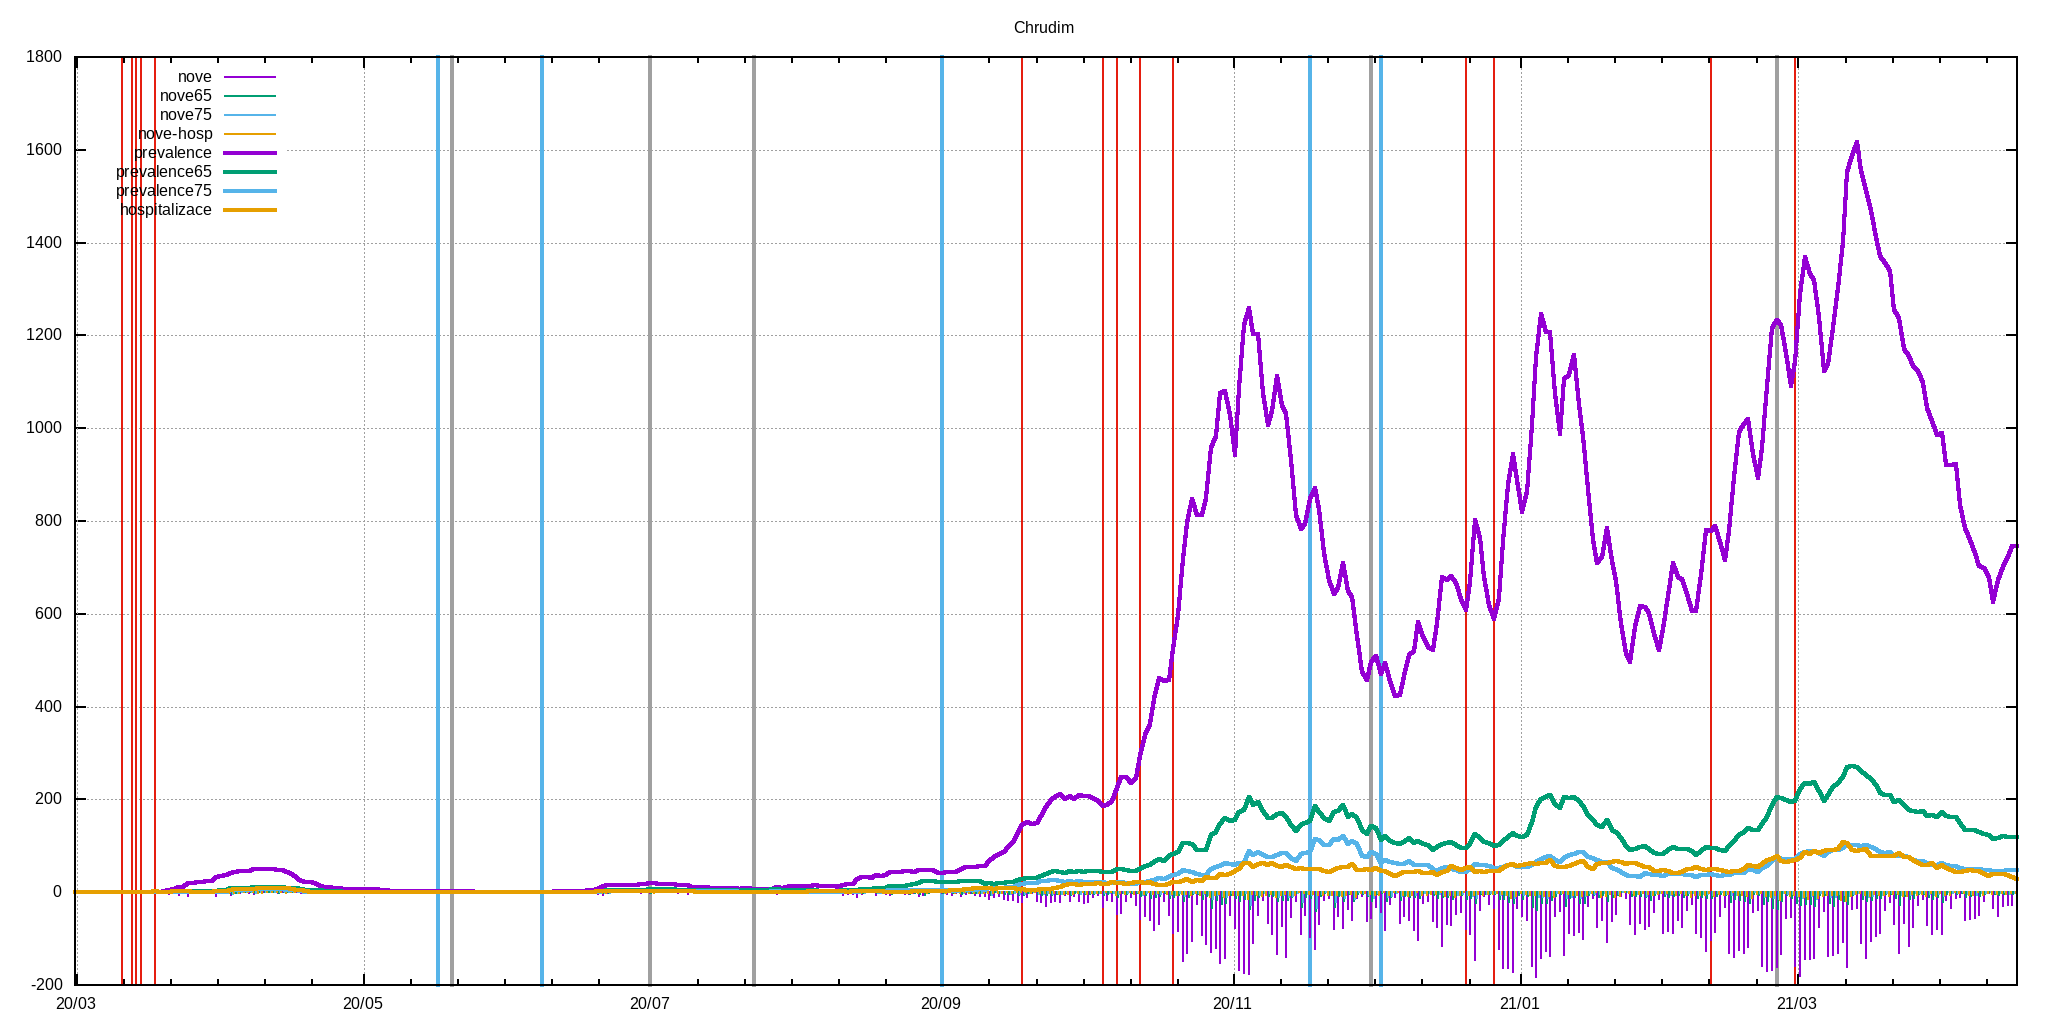 Chrudim
1800
1600
1400
1200
1000
800
600
400
200
0
-200
nove
nove65
nove75
nove-hosp
prevalence
prevalence65
prevalence75
hospitalizace
20/03 20/05 20/07 20/09 20/11 21/01 21/03